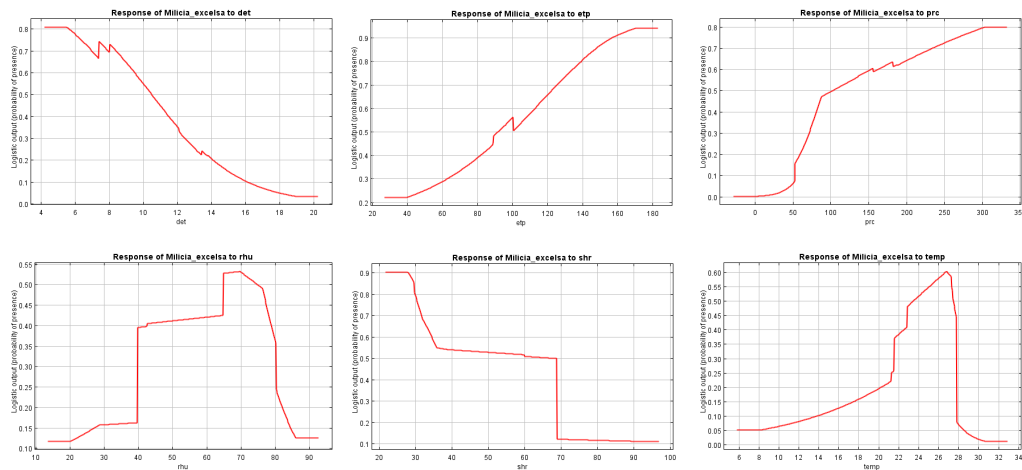 Response of Milicia_excelsa to det
Logistic output (probability of presence)
0.8
0.7
0.6
0.5
0.4
0.3
0.2
0.1
0.0
4 6 8 10 12 14 16 18 20
det
Response of Milicia_excelsa to etp
Logistic output (probability of presence)
0.9
0.8
0.7
0.6
0.5
0.4
0.3
0.2
20 40 60 80 100 120 140 160 180
etp
Response of Milicia_excelsa to prc
Logistic output (probability of presence)
0.8
0.7
0.6
0.5
0.4
0.3
0.2
0.1
0.0
0 50 100 150 200 250 300 35
prc
Response of Milicia_excelsa to rhu
Logistic output (probability of presence)
0.55
0.50
0.45
0.40
0.35
0.30
0.25
0.20
0.15
0.10
10 20 30 40 50 60 70 80 90
rhu
Response of Milicia_excelsa to shr
Logistic output (probability of presence)
0.9
0.8
0.7
0.6
0.5
0.4
0.3
0.2
0.1
20 30 40 50 60 70 80 90 100
shr
Response of Milicia_excelsa to temp
Logistic output (probability of presence)
0.60
0.55
0.50
0.45
0.40
0.35
0.30
0.25
0.20
0.15
0.10
0.05
0.00
6 8 10 12 14 16 18 20 22 24 26 28 30 32 34
temp